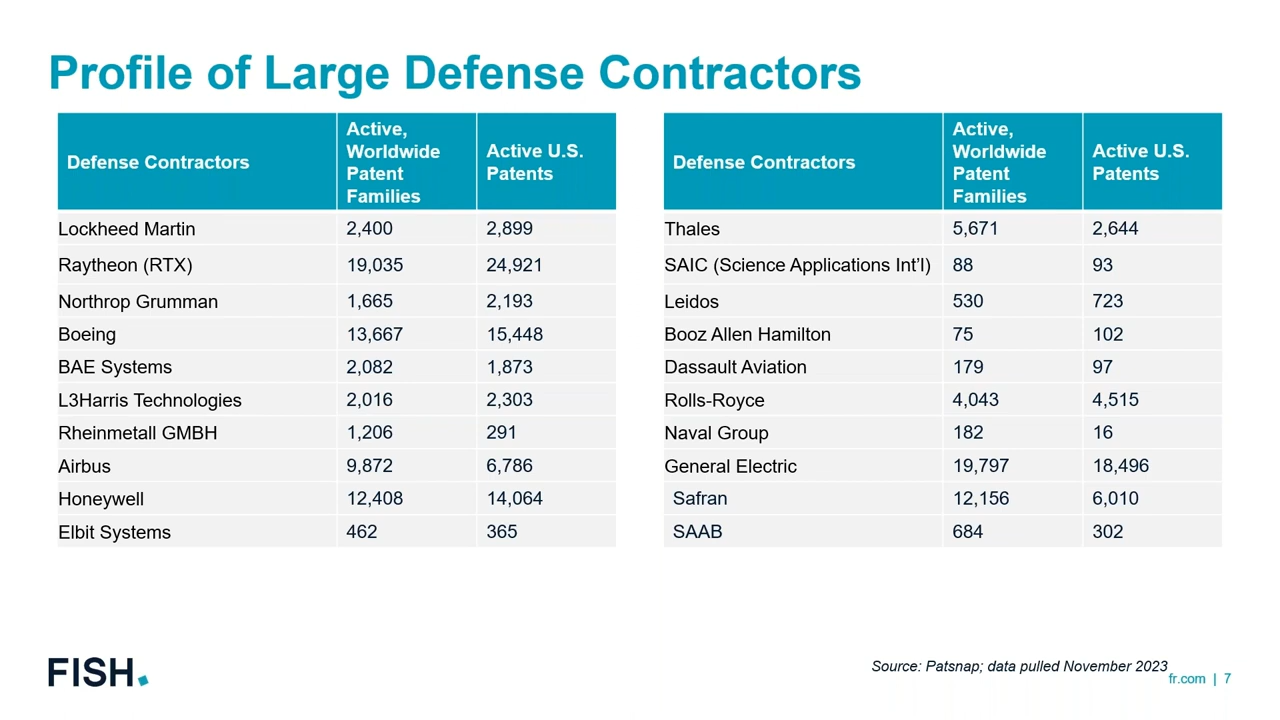 Profile of Large Defense Contractors
Defense Contractors
Active,
Worldwide
Patent
Families
Active U.S.
Patents
Lockheed Martin 2,400 2,899
Raytheon (RTX) 19,035 24,921
Northrop Grumman 1,665 2,193
Boeing 13,667 15,448
BAE Systems 2,082 1,873
L3Harris Technologies 2,016 2,303
Rheinmetall GMBH 1,206 291
Airbus 9,872 6,786
Honeywell 12,408 14,064
Elbit Systems 462 365
Defense Contractors
Active,
Worldwide
Patent
Families
Active U.S.
Patents
Thales 5,671 2,644
SAIC (Science Applications Int’l) 88 93
Leidos 530 723
Booz Allen Hamilton 75 102
Dassault Aviation 179 97
Rolls-Royce 4,043 4,515
Naval Group 182 16
General Electric 19,797 18,496
Safran 12,156 6,010
SAAB 684 302
FISH.
Source: Patsnap; data pulled November 2023
fr.com | 7